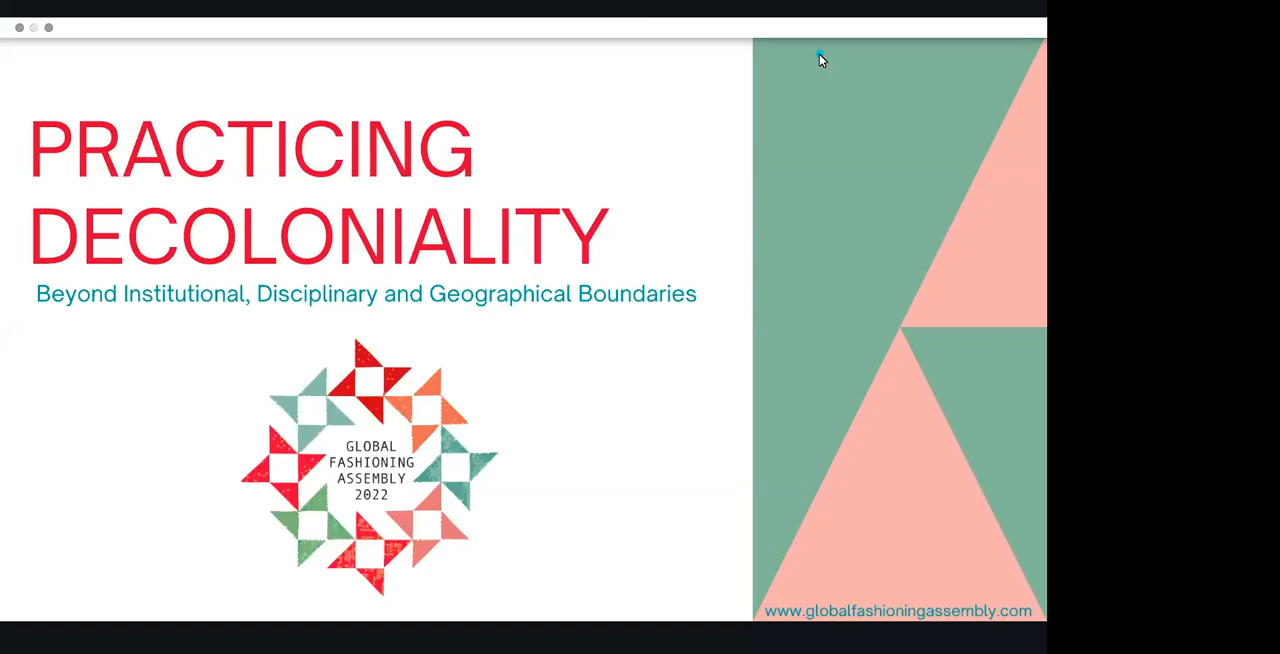 PRACTICING
DECOLONIALITY
Beyond Institutional, Disciplinary and Geographical Boundaries
GLOBAL
FASHIONING
ASSEMBLY
2022
www.globalfashioningassembly.com